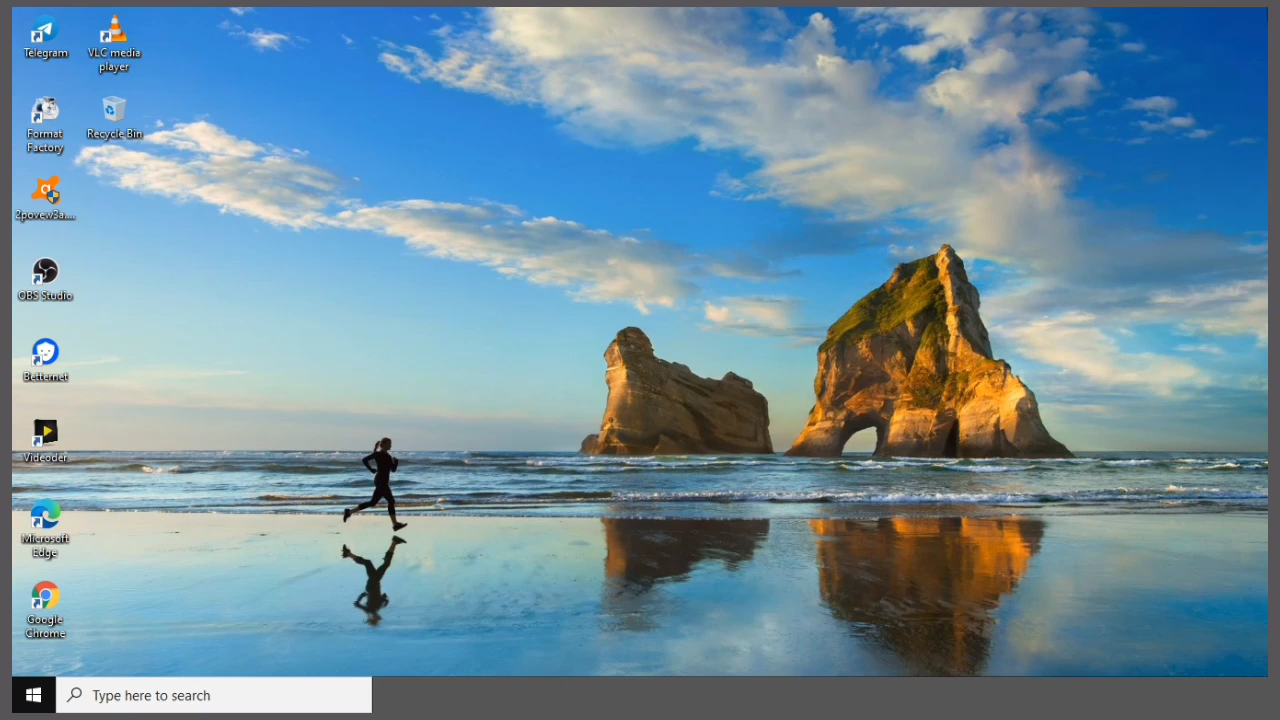 Telegram
VLC media
player
Format
Factory
Recycle Bin
2povew3a....
OBS Studio
Betternet
Videoder
Microsoft
Edge
Google
Chrome
Type here to search